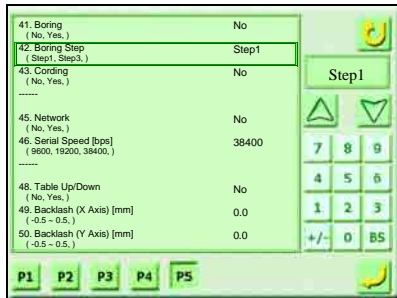 41. Boring No
( No, Yes, )
42. Boring Step Step1
( Step1, Step3, )
43. Cording No
( No, Yes, )
------
45. Network No
( No, Yes, )
46. Serial Speed [bps] 38400
( 9600, 19200, 38400, )
------
48. Table Up/Down No
( No, Yes, )
49. Backlash (X Axis) [mm] 0.0
( -0.5 ~ 0.5, )
50. Backlash (Y Axis) [mm] 0.0
( -0.5 ~ 0.5, )
Step1
7 8 9
4 5 6
1 2 3
+/- 0 BS
P1 P2 P3 P4 P5